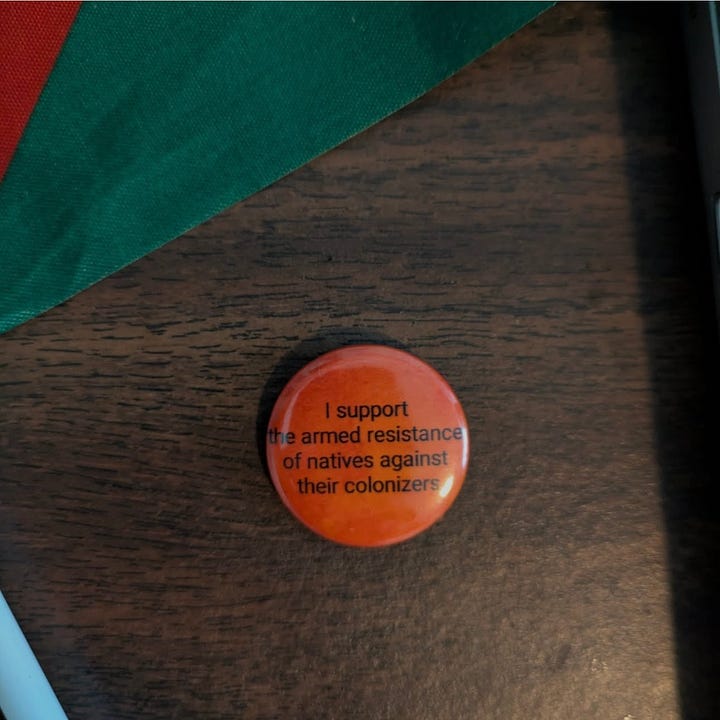 I support
the armed resistance
of natives against
their colonizers